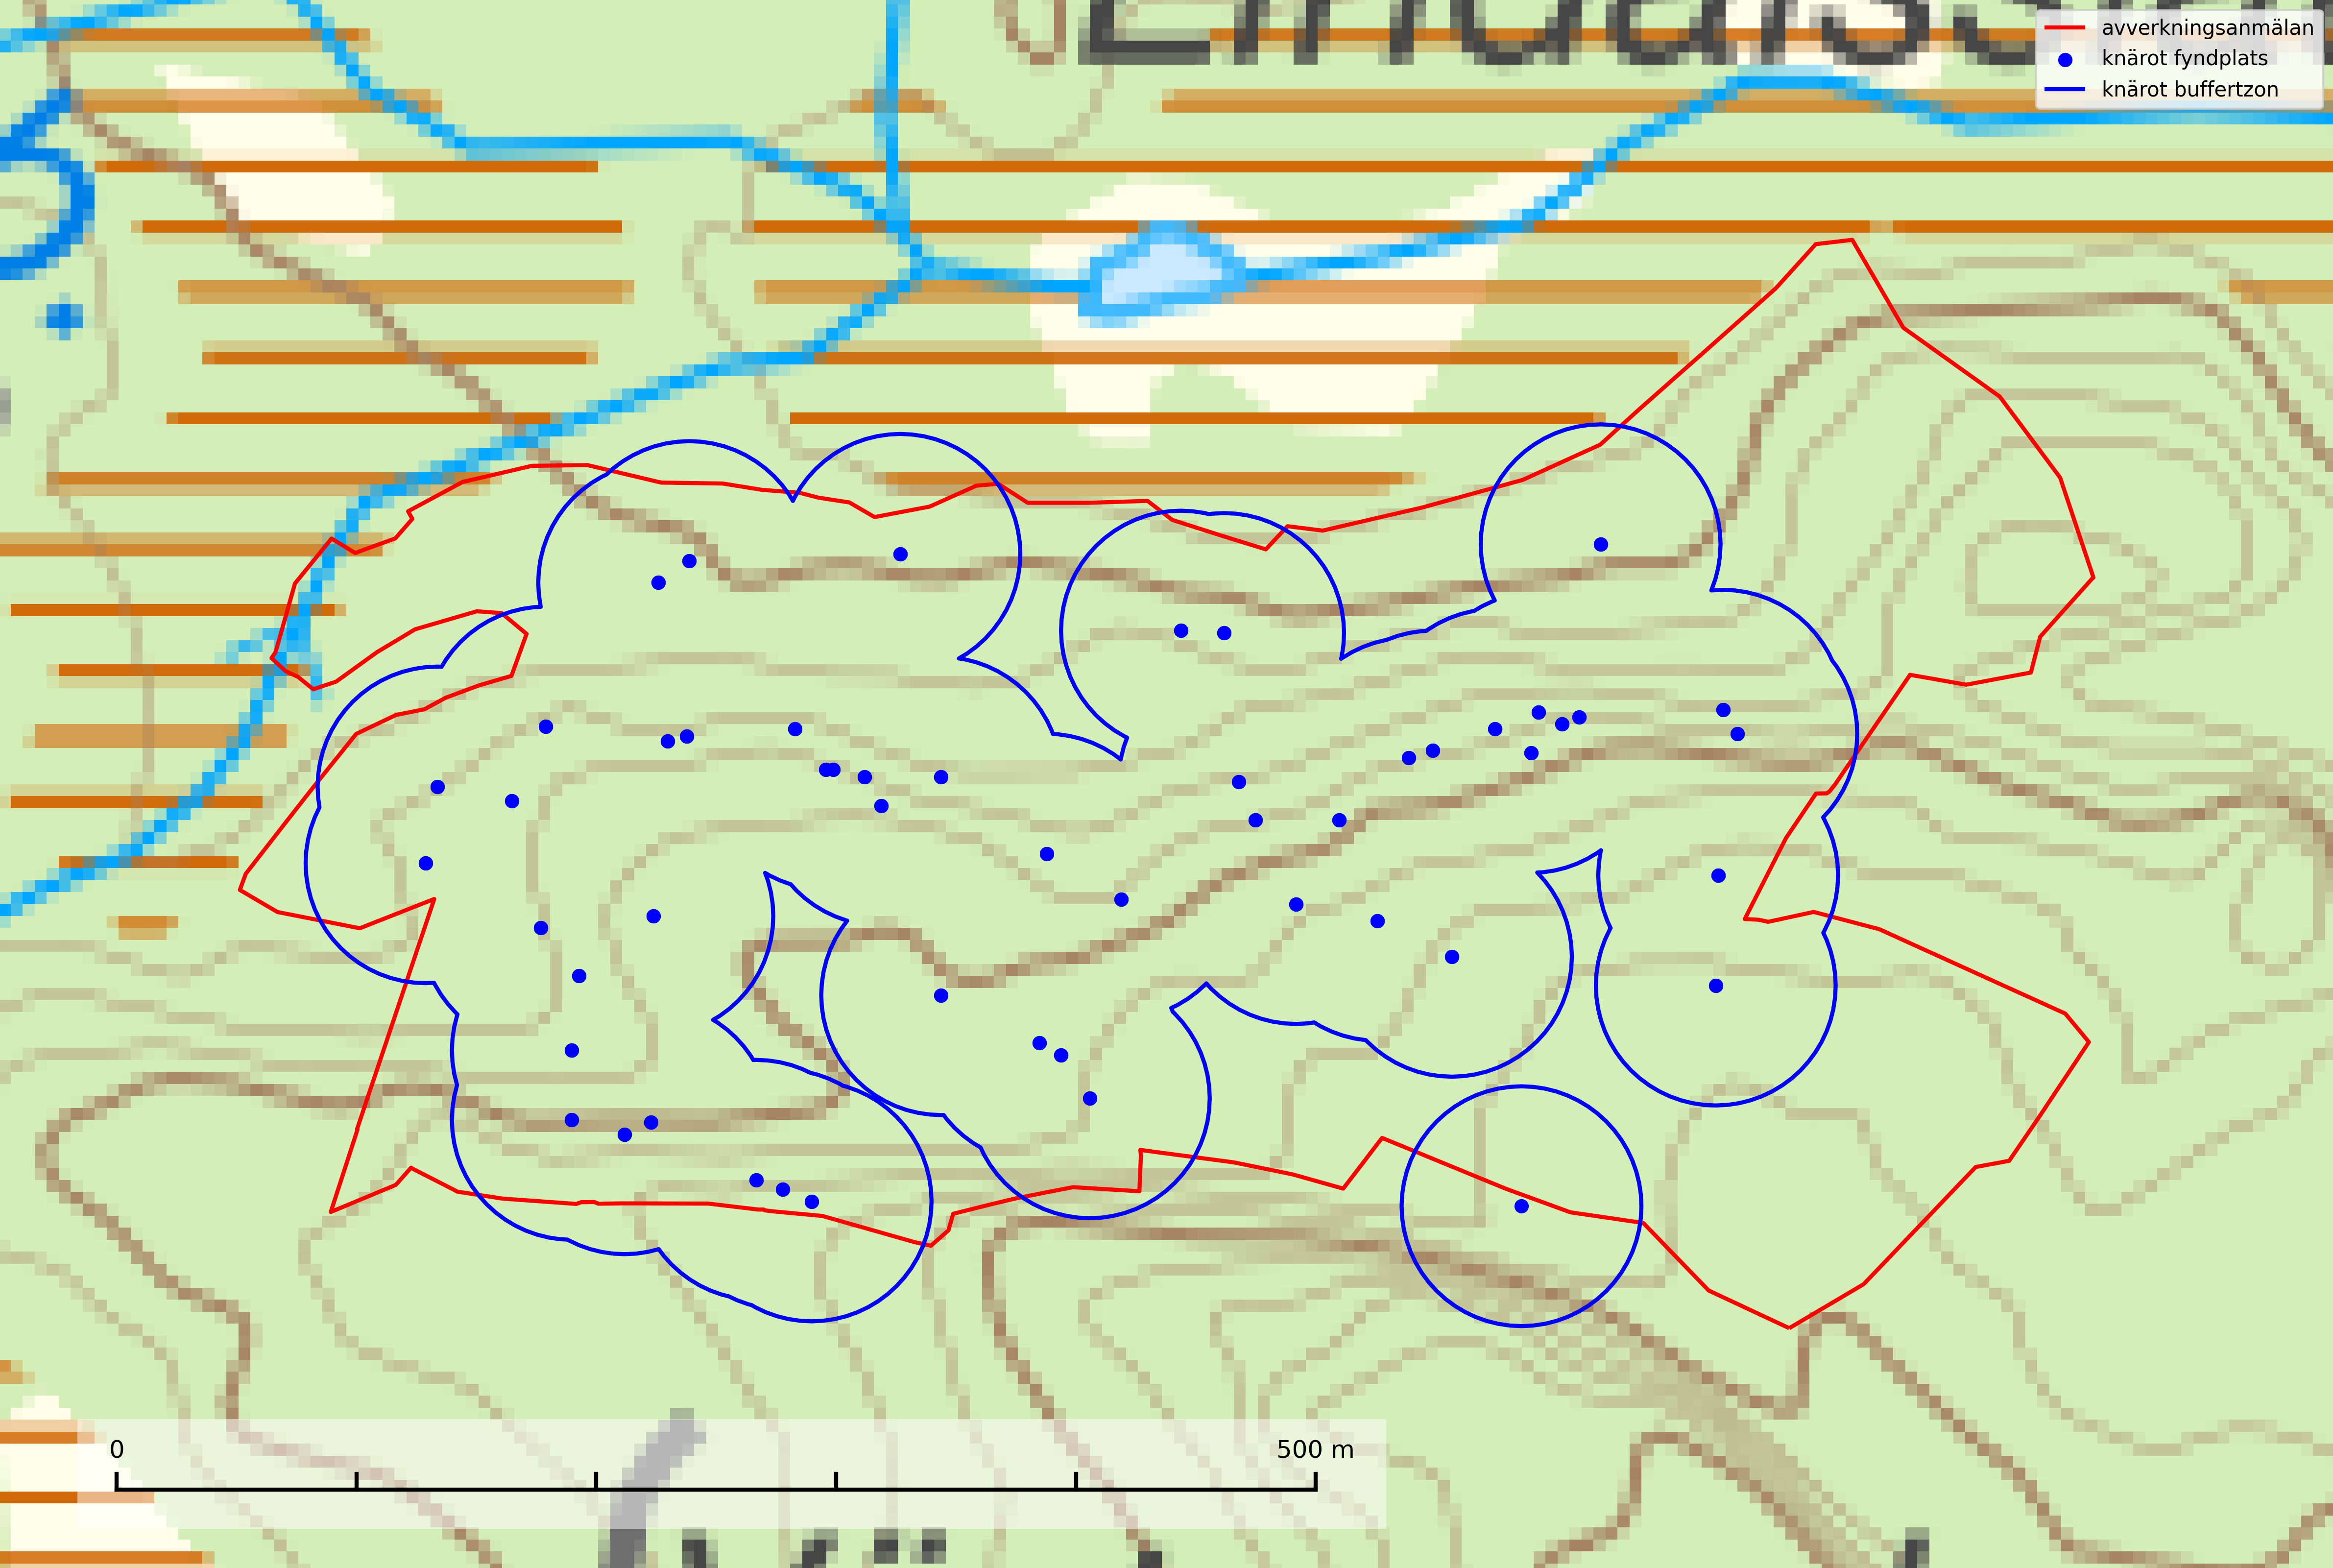 avverkningsanmälan
knärot fyndplats
knärot buffertzon
0
500 m